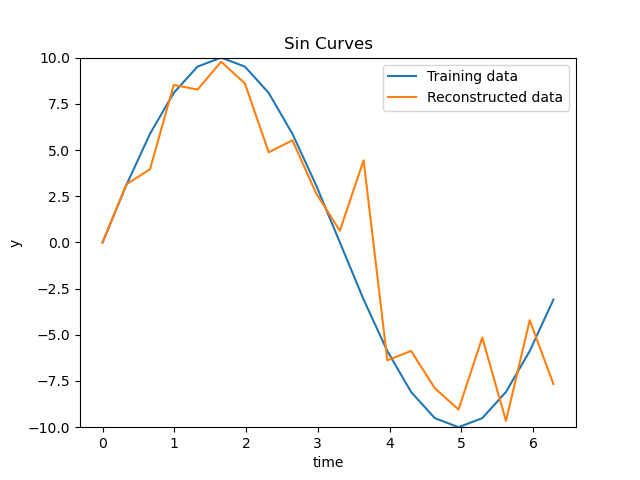 Sin Curves
Training data
Reconstructed data
10.0
7.5
5.0
2.5
0.0
−2.5
−5.0
−7.5
−10.0
y
0 1 2 3 4 5 6
time